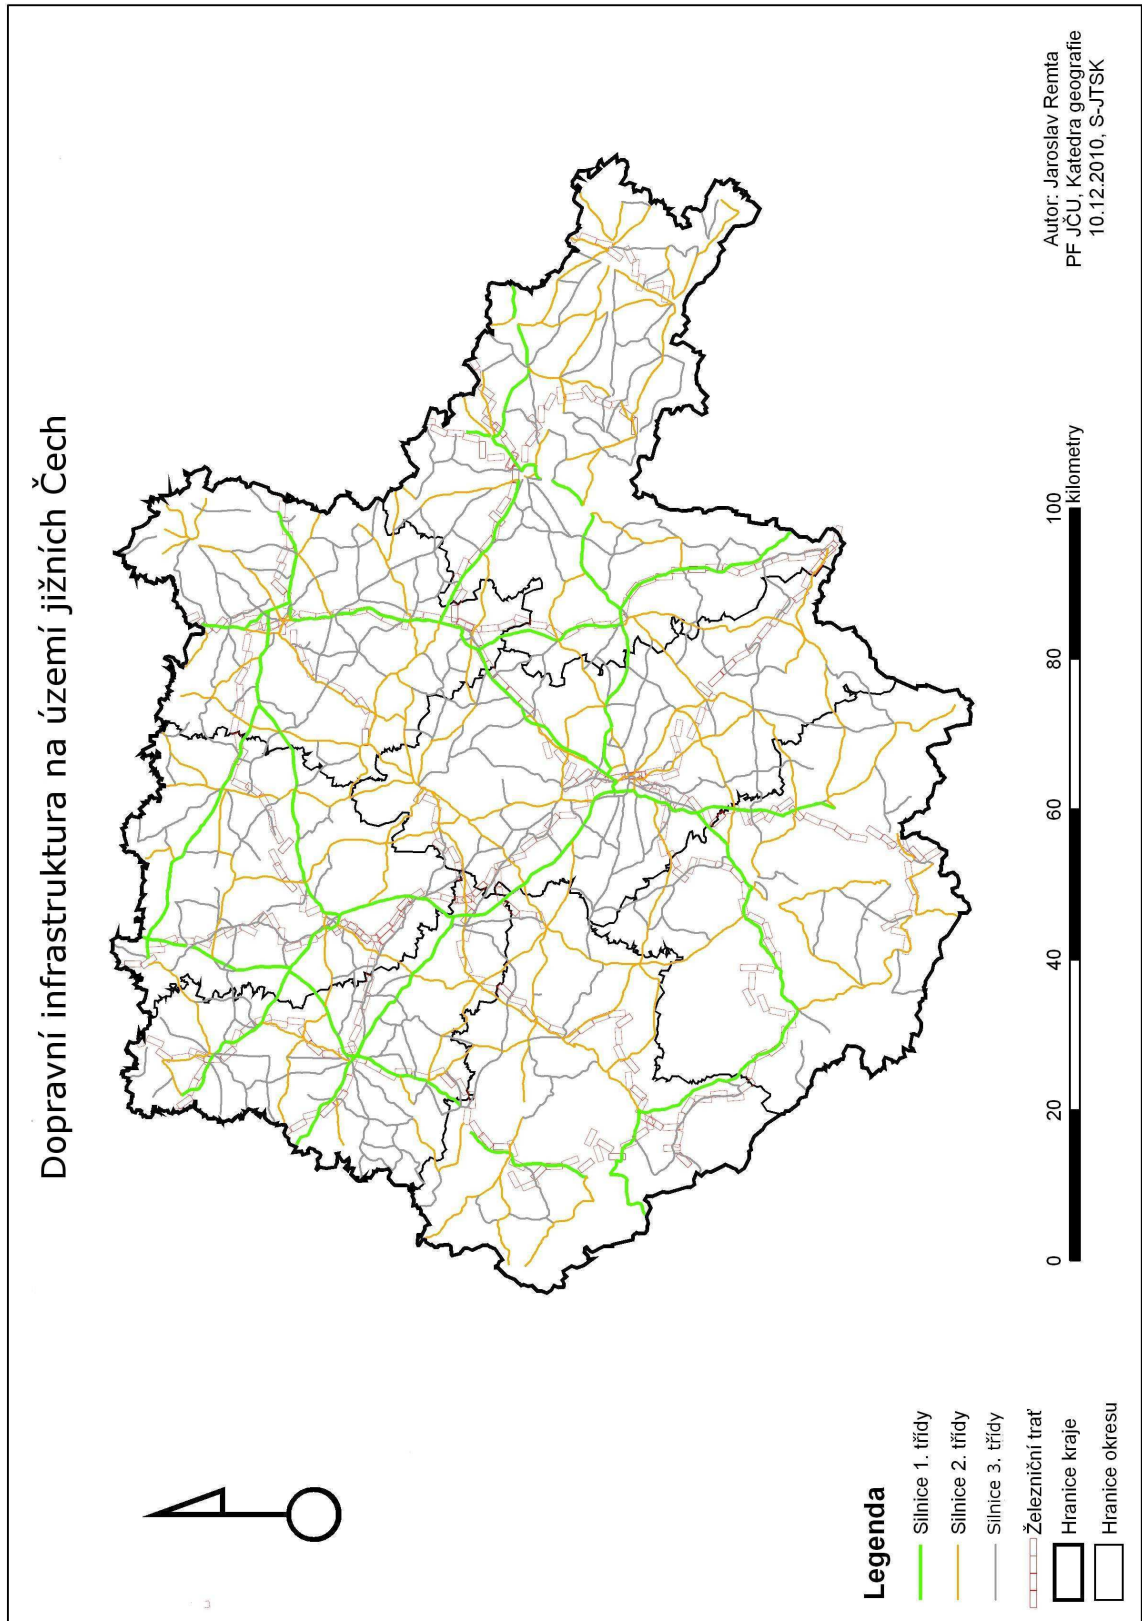 Dopravní infrastruktura na území jižních Čech
Legenda
Silnice 1. třídy
Silnice 2. třídy
Silnice 3. třídy
Železniční trať
Hranice kraje
Hranice okresu
0 20 40 60 80 100
kilometry
Autor: Jaroslav Remta
PF JČU, Katedra geografie
10.12.2010, S-JTSK